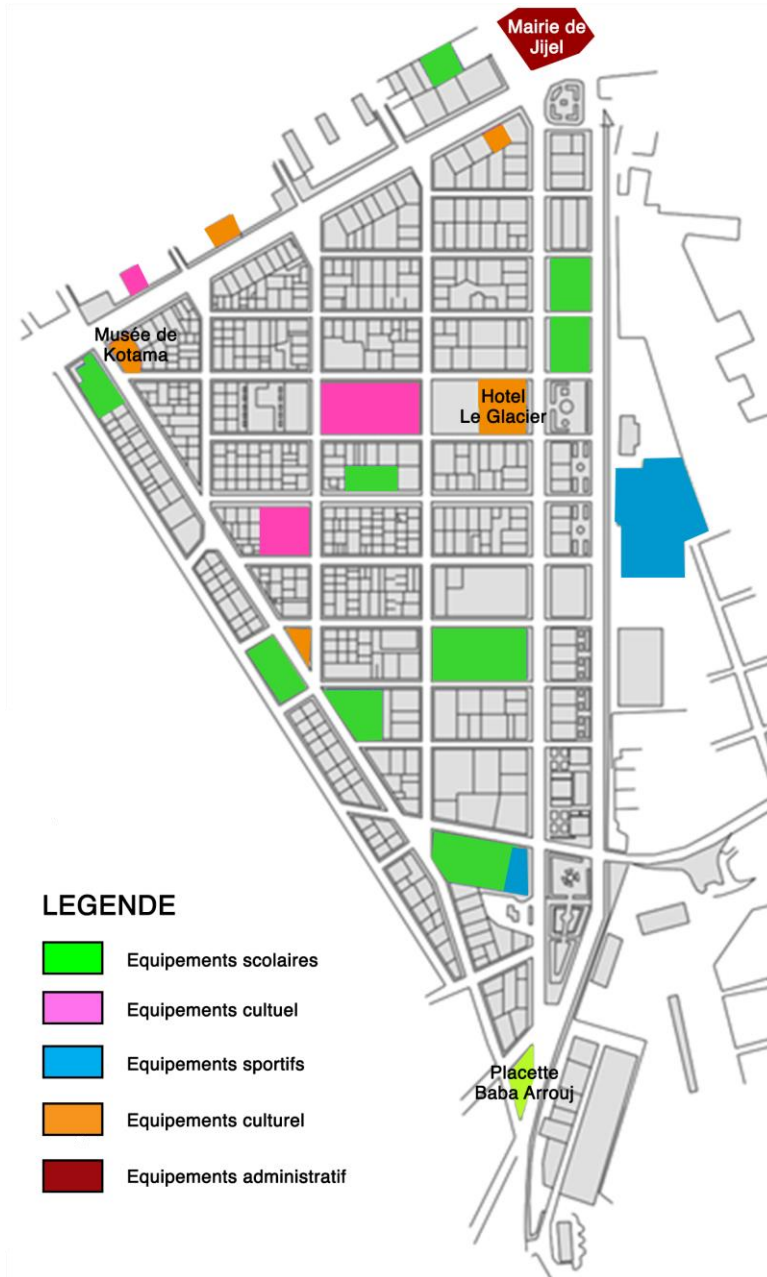 Mairie de
Jijel
Musée de
Kotama
Hotel
Le Glacier
LEGENDE
Equipements scolaires
Equipements cultuel
Equipements sportifs
Equipements culturel
Equipements administratif
Placette
Baba Arrouj